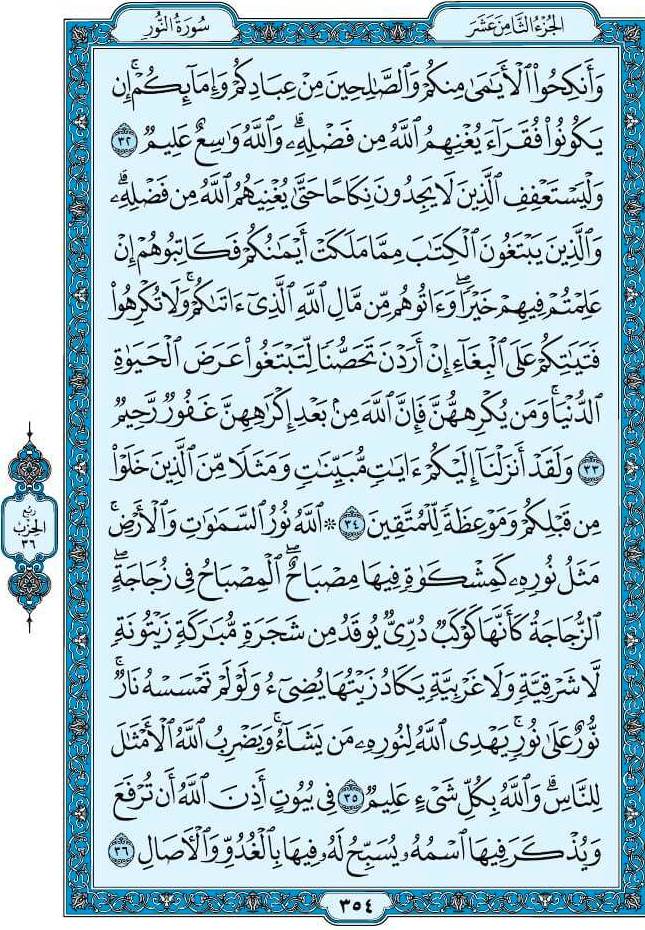 سُورَةُ النُّورِ
الجُزْءُ الثَّامِنَ عَشَرَ
وَأَنكِحُوا۟ ٱلْأَيَـٰمَىٰ مِنكُمْ وَٱلصَّـٰلِحِينَ مِنْ عِبَادِكُمْ وَإِمَآئِكُمْ ۚ إِن
يَكُونُوا۟ فُقَرَآءَ يُغْنِهِمُ ٱللَّهُ مِن فَضْلِهِۦ ۗ وَٱللَّهُ وَٰسِعٌ عَلِيمٌ ٣٢
وَلْيَسْتَعْفِفِ ٱلَّذِينَ لَا يَجِدُونَ نِكَاحًا حَتَّىٰ يُغْنِيَهُمُ ٱللَّهُ مِن فَضْلِهِۦ ۗ
وَٱلَّذِينَ يَبْتَغُونَ ٱلْكِتَـٰبَ مِمَّا مَلَكَتْ أَيْمَـٰنُكُمْ فَكَاتِبُوهُمْ إِنْ
عَلِمْتُمْ فِيهِمْ خَيْرًا ۖ وَءَاتُوهُم مِّن مَّالِ ٱللَّهِ ٱلَّذِىٓ ءَاتَىٰكُمْ ۚ وَلَا تُكْرِهُوا۟
فَتَيَـٰتِكُمْ عَلَى ٱلْبِغَآءِ إِنْ أَرَدْنَ تَحَصُّنًا لِّتَبْتَغُوا۟ عَرَضَ ٱلْحَيَوٰةِ
ٱلدُّنْيَا ۚ وَمَن يُكْرِههُّنَّ فَإِنَّ ٱللَّهَ مِنۢ بَعْدِ إِكْرَٰهِهِنَّ غَفُورٌ رَّحِيمٌ
٣٣ وَلَقَدْ أَنزَلْنَآ إِلَيْكُمْ ءَايَـٰتٍ مُّبَيِّنَـٰتٍ وَمَثَلًا مِّنَ ٱلَّذِينَ خَلَوْا۟
مِن قَبْلِكُمْ وَمَوْعِظَةً لِّلْمُتَّقِينَ ٣٤ ۞ ٱللَّهُ نُورُ ٱلسَّمَـٰوَٰتِ وَٱلْأَرْضِ ۚ
مَثَلُ نُورِهِۦ كَمِشْكَوٰةٍ فِيهَا مِصْبَاحٌ ۖ ٱلْمِصْبَاحُ فِى زُجَاجَةٍ ۖ
ٱلزُّجَاجَةُ كَأَنَّهَا كَوْكَبٌ دُرِّىٌّ يُوقَدُ مِن شَجَرَةٍ مُّبَـٰرَكَةٍ زَيْتُونَةٍ
لَّا شَرْقِيَّةٍ وَلَا غَرْبِيَّةٍ يَكَادُ زَيْتُهَا يُضِىٓءُ وَلَوْ لَمْ تَمْسَسْهُ نَارٌ ۚ
نُّورٌ عَلَىٰ نُورٍ ۗ يَهْدِى ٱللَّهُ لِنُورِهِۦ مَن يَشَآءُ ۚ وَيَضْرِبُ ٱللَّهُ ٱلْأَمْثَـٰلَ
لِلنَّاسِ ۗ وَٱللَّهُ بِكُلِّ شَىْءٍ عَلِيمٌ ٣٥ فِى بُيُوتٍ أَذِنَ ٱللَّهُ أَن تُرْفَعَ
وَيُذْكَرَ فِيهَا ٱسْمُهُۥ يُسَبِّحُ لَهُۥ فِيهَا بِٱلْغُدُوِّ وَٱلْـَٔاصَالِ ٣٦
رُبْع
الحِزْب
٣٦
٣٥٤